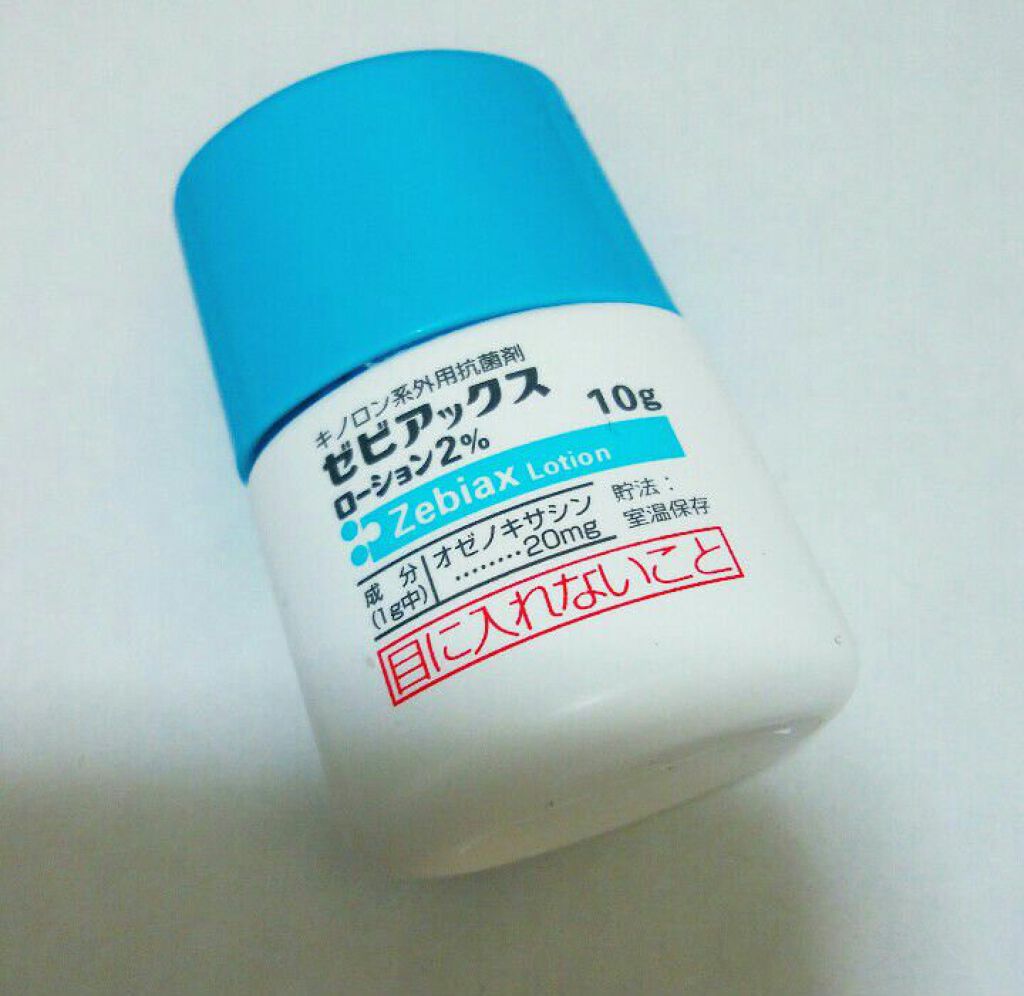 キノロン系外用抗菌剤
ゼビアックス
ローション2% 10g
Zebiax Lotion
成分 オゼノキサシン
(1g中) ........20mg
貯法：
室温保存
目に入れないこと